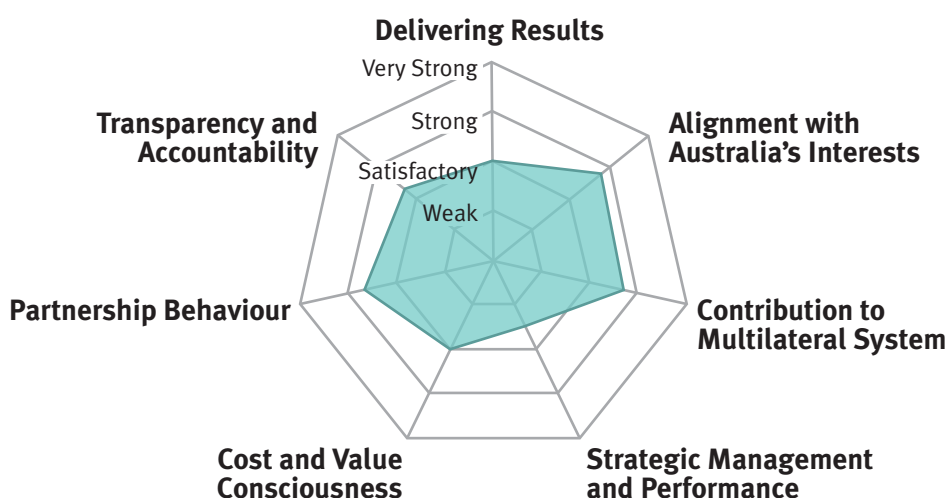 Delivering Results
Very Strong
Strong
Satisfactory
Weak
Transparency and
Accountability
Alignment with
Australia’s Interests
Partnership Behaviour
Contribution to
Multilateral System
Cost and Value
Consciousness
Strategic Management
and Performance